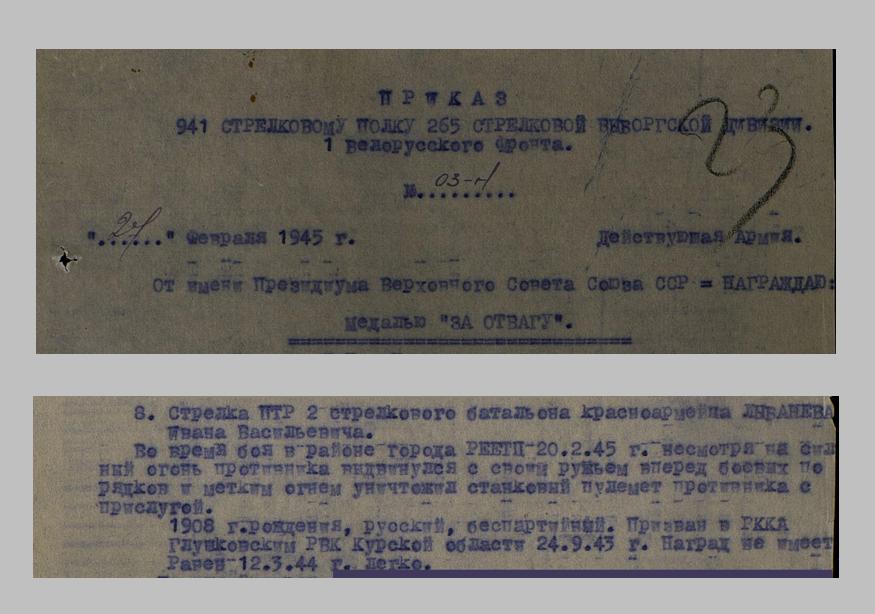 ПРИКАЗ
941 СТРЕЛКОВОМУ ПОЛКУ 265 СТРЕЛКОВОЙ ВЫБОРГСКОЙ ДИВИЗИИ.
1 Белорусского Фронта.
23
№ 03-н
"......" Февраля 1945 г. Действующая Армия.
От имени Президиума Верховного Совета Союза ССР = НАГРАЖДАЮ:
Медалью "ЗА ОТВАГУ".
8. Стрелка ПТР 2 стрелкового батальона красноармейца
Ивана Васильевича.
Во время боя в районе города РЕЕТЦ 20.2.45 г. несмотря на сил
ный огонь противника выдвинулся с своим ружьем вперед боевых по
рядков и метким огнем уничтожил станковый пулемет противника с
прислугой.
1908 г.рождения, русский, беспартийный. Призван в РККА
Глушковским РВК Курской области 24.9.43 г. Наград не имеет
Ранен 12.3.44 г. легко.